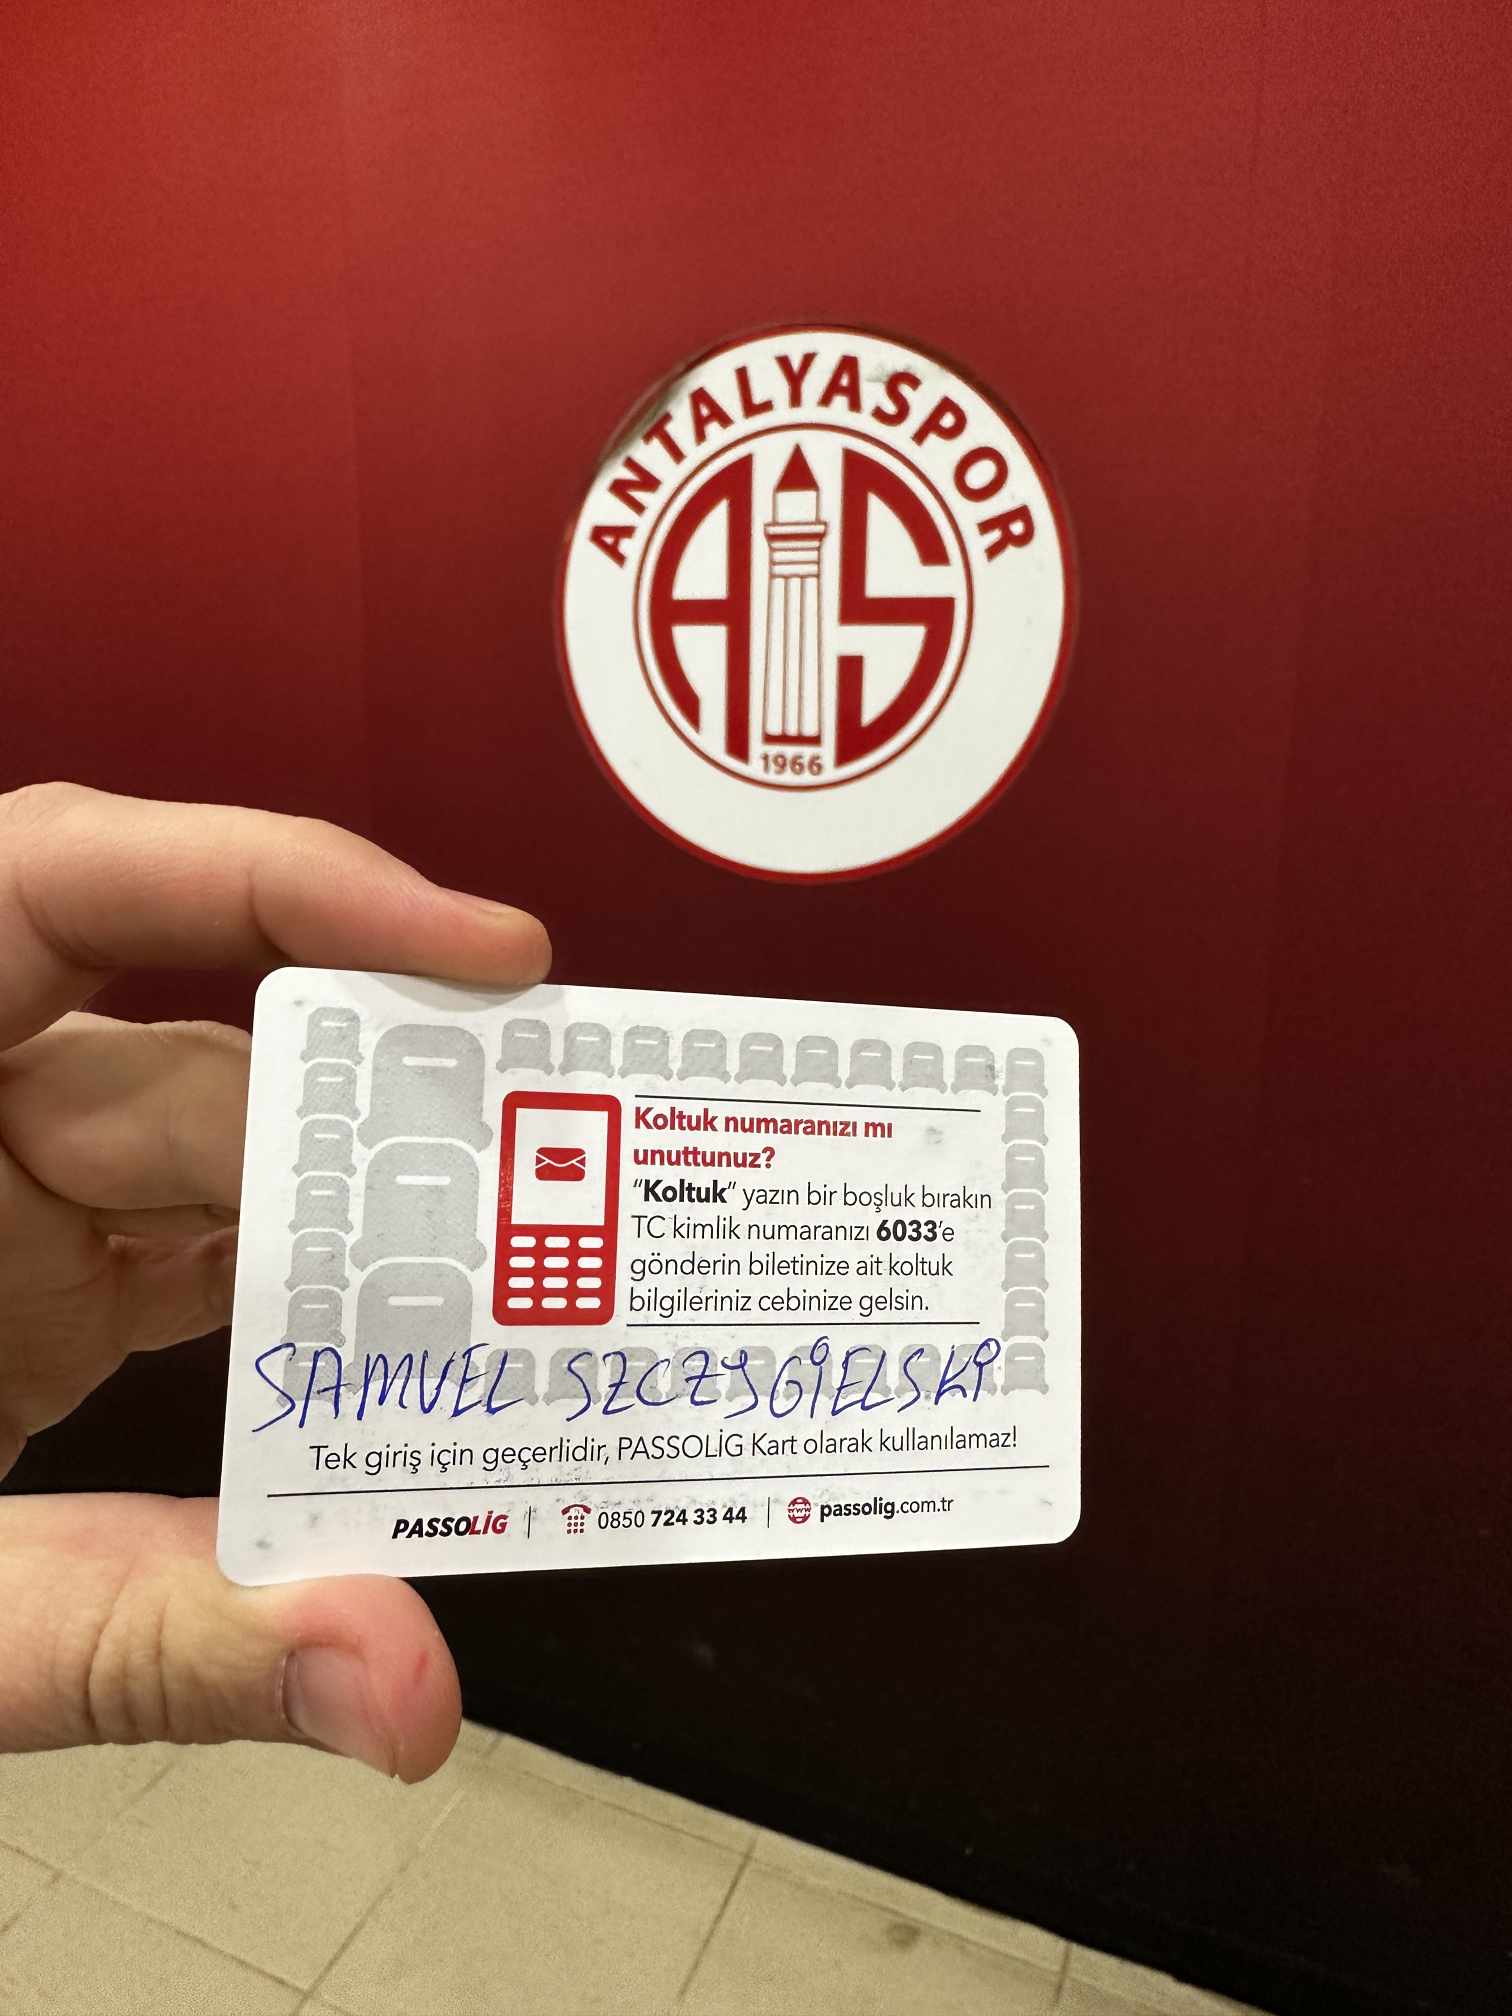 ANTALYASPOR
AS
1966
Koltuk numaranızı mı
unuttunuz?
"Koltuk" yazın bir boşluk bırakın
TC kimlik numaranızı 6033'e
gönderin biletinize ait koltuk
bilgileriniz cebinize gelsin.
SAMUEL SZCZYGIELSKI
Tek giriş için geçerlidir, PASSOLİG Kart olarak kullanılamaz!
PASSOLİG | 0850 724 33 44 | www passolig.com.tr